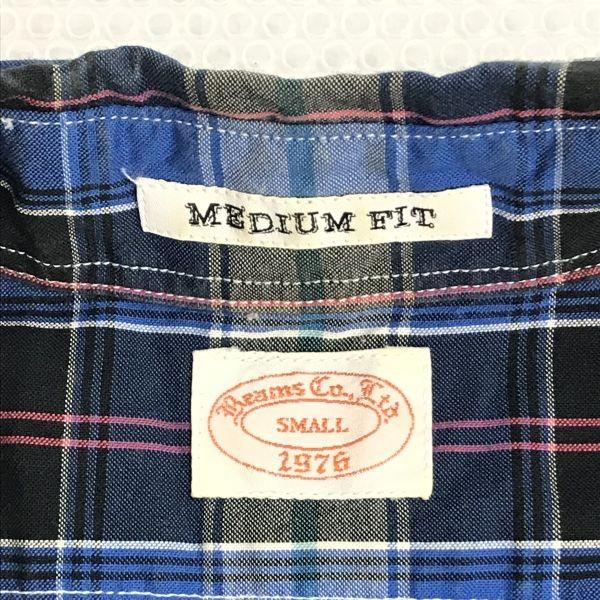 MEDIUM FIT
Beams Co., Ltd.
SMALL
1976